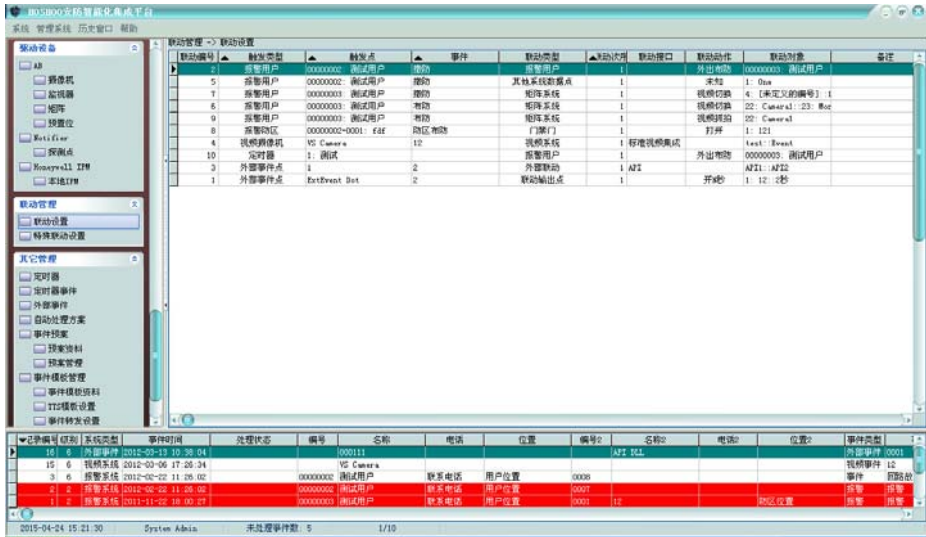 HOS800安防智能化集成平台
系统 管理系统 历史窗口 帮助
驱动设备
AB
摄像机
监视器
矩阵
预置位
Notifier
探测点
Honeywell IPM
本地IPM
联动管理
联动设置
特殊联动设置
其它管理
定时器
定时器事件
外部事件
自动处理方案
事件预案
预案资料
预案管理
事件模板管理
事件模板资料
TTS模板设置
事件转发设置
联动管理 -> 联动设置
联动编号 触发类型 触发点 事件 联动类型 联动次序 联动接口 联动动作 联动对象 备注
2 报警用户 00000002: 测试用户 撤防 报警用户 1 外出布防 00000003: 测试用户
5 报警用户 00000002: 测试用户 撤防 其他系统数据点 1 未知 1: One
7 报警用户 00000003: 测试用户 撤防 矩阵系统 1 视频切换 4: [未定义的编号]: 1
6 报警用户 00000003: 测试用户 布防 矩阵系统 1 视频切换 22: Camera1::23: Mor
9 报警用户 00000003: 测试用户 布防 矩阵系统 1 视频抓拍 22: Camera1
8 报警防区 00000002-0001: fdf 防区布防 门禁门 1 打开 1: 121
4 视频摄像机 VS Camera 12 视频系统 1 标准视频集成 test::Event
10 定时器 1: 测试 报警用户 1 外出布防 00000003: 测试用户
3 外部事件点 1 2 外部联动 1 API API1::API2
1 外部事件点 ExtEvent Dot 2 联动输出点 1 开x秒 1: 12::2秒
记录编号 级别 系统类型 事件时间 处理状态 编号 名称 电话 位置 编号2 名称2 电话2 位置2 事件类型
16 6 外部事件 2012-03-13 10:38:04 000111 API DLL 外部事件 0001
15 6 视频系统 2012-03-06 17:26:34 VS Camera 视频事件 12
3 6 报警系统 2012-02-22 11:26:02 00000002 测试用户 联系电话 用户位置 0008 事件 回路故
2 2 报警系统 2012-02-22 11:26:02 00000002 测试用户 联系电话 用户位置 0007 报警 报警
1 2 报警系统 2011-11-22 18:00:27 00000003 测试用户 联系电话 用户位置 0001 12 防区位置 报警 报警
2015-04-24 15:21:30 System Admin 未处理事件数: 5 1/10